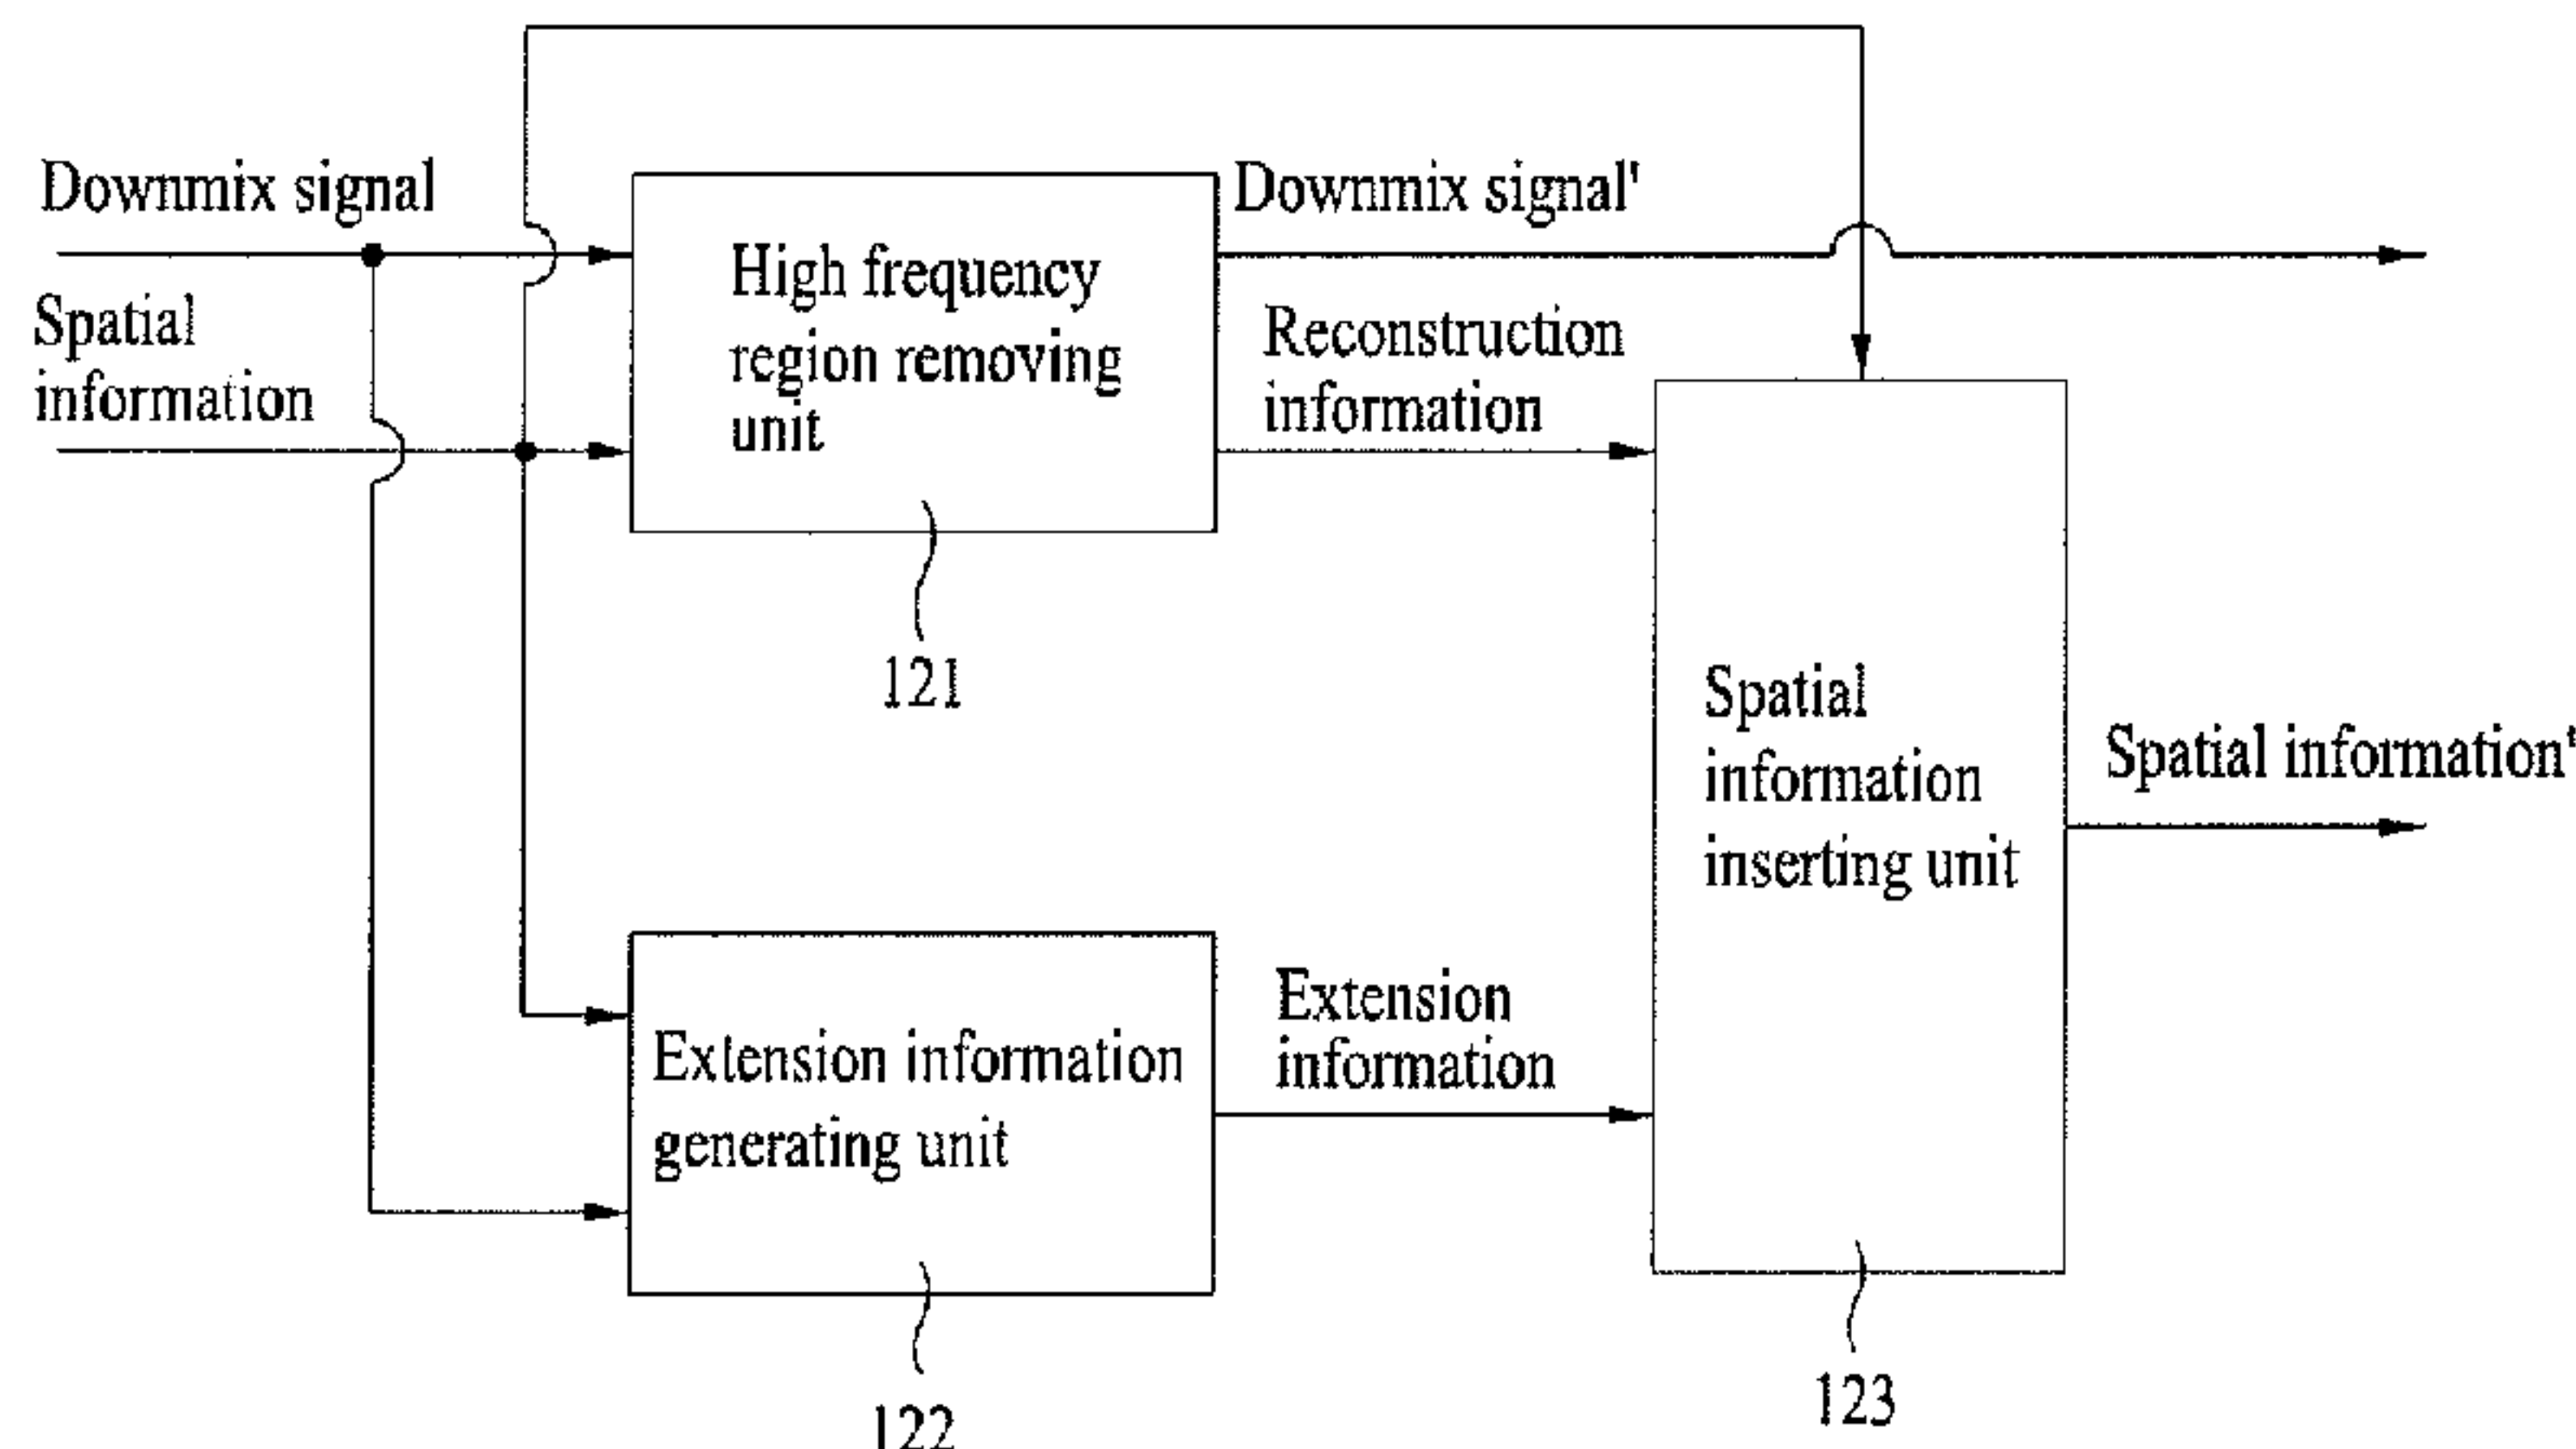 Downmix signal
Spatial
information
High frequency
region removing
unit
121
Downmix signal'
Reconstruction
information
Extension information
generating unit
122
Extension
information
Spatial
information
inserting unit
123
Spatial information'